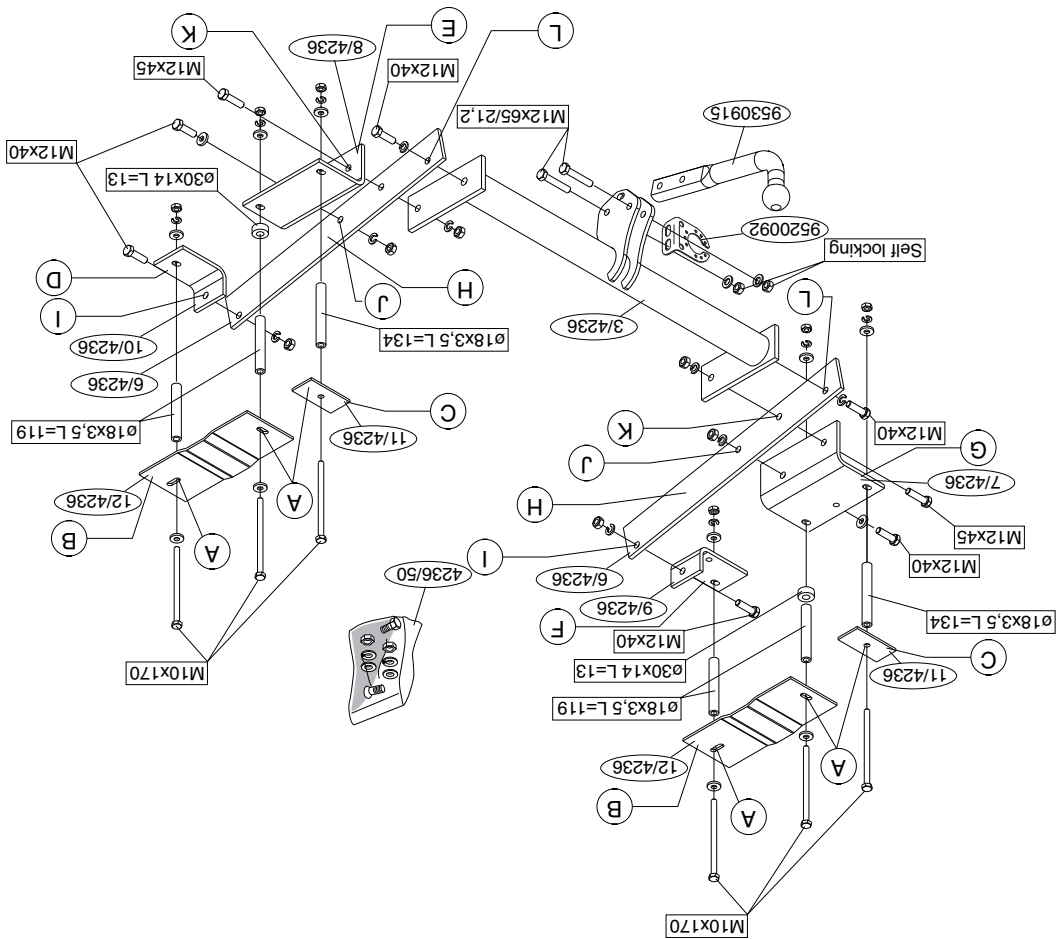 M10x170
A
B
A
12/4236
ø18x3,5 L=119
11/4236
M10x170
ø30x14 L=13
C
M12x40
F
ø18x3,5 L=134
9/4236
6/4236
4236/50
M12x40
I
A
B
M12x45
H
A
12/4236
7/4236
J
G
11/4236
M12x40
K
ø18x3,5 L=119
C
6/4236
10/4236
ø18x3,5 L=134
3/4236
I
J
L
H
D
Self locking
9520092
ø30x14 L=13
M12x40
M12x65/21,2
9530915
M12x40
M12x45
8/4236
K
L
E